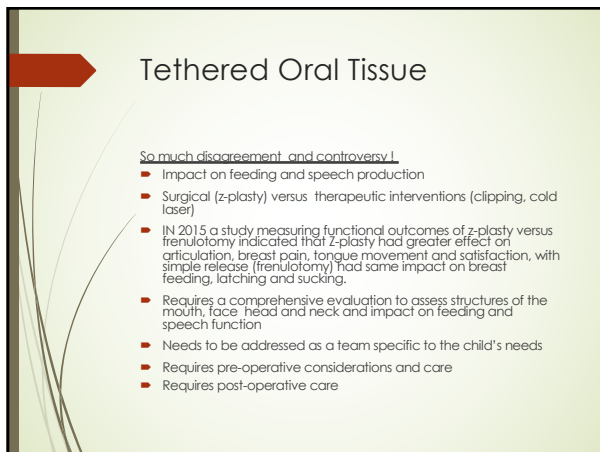 Tethered Oral Tissue
So much disagreement and controversy !
Impact on feeding and speech production
Surgical (z-plasty) versus therapeutic interventions (clipping, cold
laser)
IN 2015 a study measuring functional outcomes of z-plasty versus
frenulotomy indicated that Z-plasty had greater effect on
articulation, breast pain, tongue movement and satisfaction, with
simple release (frenulotomy) had same impact on breast
feeding, latching and sucking.
Requires a comprehensive evaluation to assess structures of the
mouth, face head and neck and impact on feeding and
speech function
Needs to be addressed as a team specific to the child's needs
Requires pre-operative considerations and care
Requires post-operative care